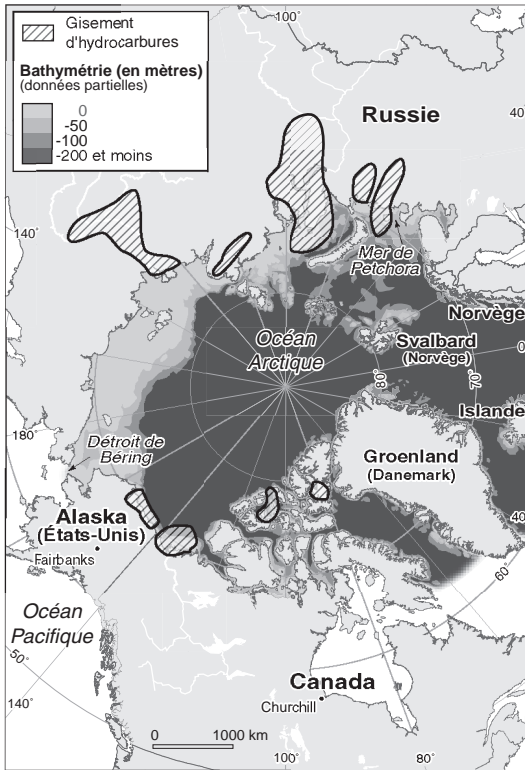 Gisement
d'hydrocarbures
Bathymétrie (en mètres)
(données partielles)
0
-50
-100
-200 et moins
100°
Russie
40
140°
Mer de
Petchora
Norvège
Océan
Arctique
Svalbard
(Norvège)
0
80°
70°
Islande
180°
Détroit de
Béring
Groenland
(Danemark)
Alaska
(États-Unis)
Fairbanks
40
60
Océan
Pacifique
50°
140°
Canada
Churchill
0 1000 km
100°
80°